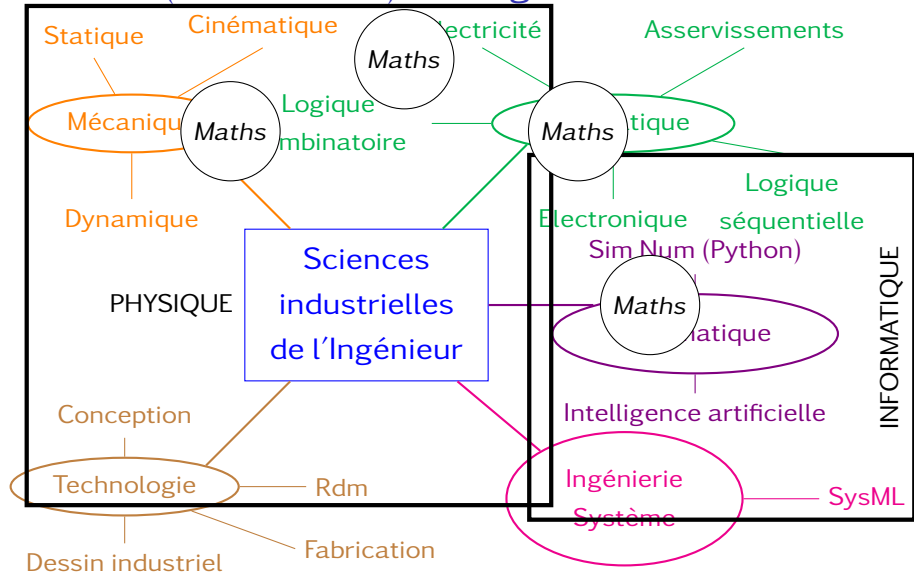 Statique
Cinématique
Asservissements
Maths
Mécaniqu
Maths
Logique
mbinatoire
Maths
tique
Dynamique
Electronique
Logique
séquentielle
Sciences
industrielles
de l'Ingénieur
PHYSIQUE
Sim Num (Python)
Maths
atique
INFORMATIQUE
Intelligence artificielle
Conception
Technologie
Rdm
Ingénierie
Système
SysML
Fabrication
Dessin industriel